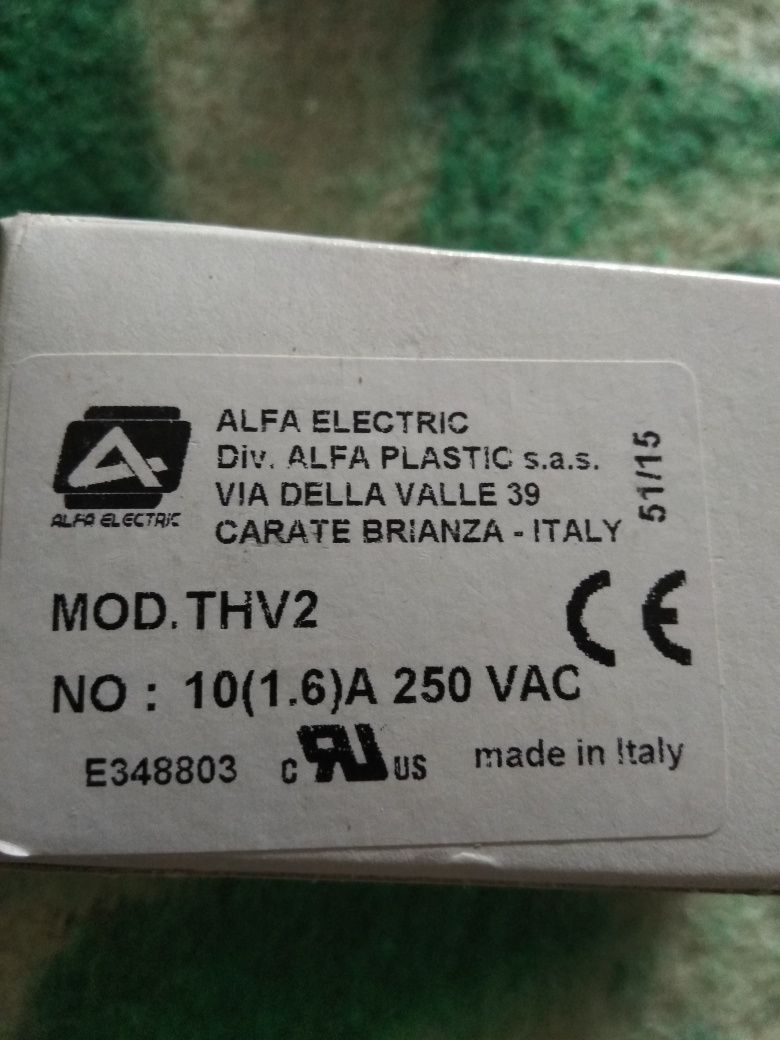 ALFA ELECTRIC
ALFA ELECTRIC
Div. ALFA PLASTIC s.a.s.
VIA DELLA VALLE 39
CARATE BRIANZA - ITALY
51/15
MOD. THV2
CE
NO : 10(1.6)A 250 VAC
E348803 c RU US made in Italy